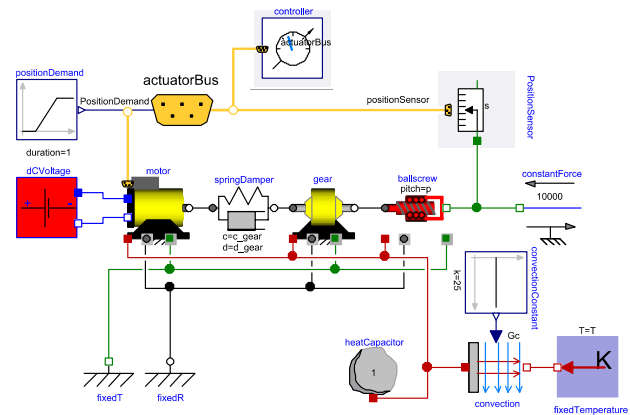 controller
actuatorBus
positionDemand
actuatorBus
PositionDemand
positionSensor
s
PositionSensor
duration=1
dCVoltage
+
-
motor
springDamper
gear
ballscrew
pitch=p
constantForce
10000
c=c_gear
d=d_gear
k=25
convectionConstant
heatCapacitor
1
Gc
T=T
K
fixedT
fixedR
convection
fixedTemperature